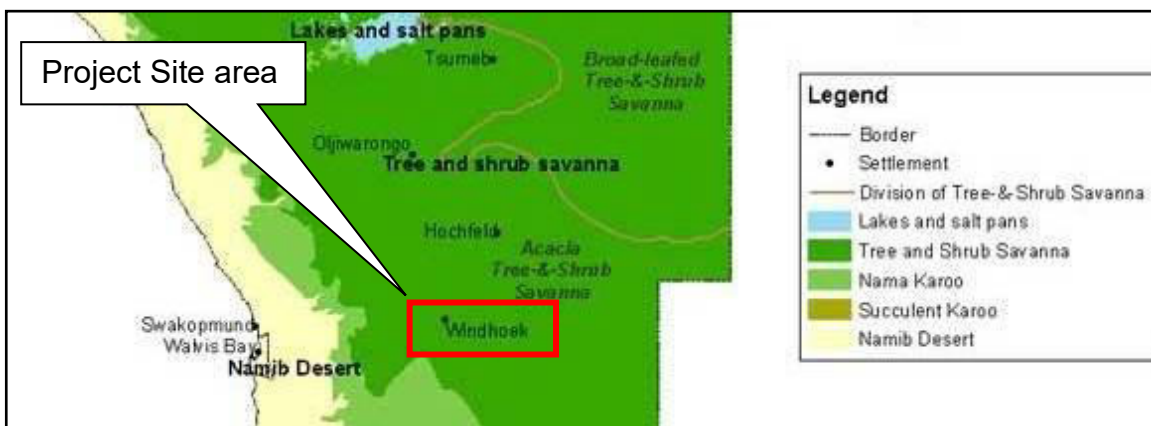 Project Site area
Lakes and salt pans
Tsumeb
Broad-leafed
Tree-&-Shrub
Savanna
Otjiwarongo
Tree and shrub savanna
Hochfeld
Acacia
Tree-&-Shrub
Savanna
Windhoek
Swakopmund
Walvis Bay
Namib Desert
Legend
Border
Settlement
Division of Tree-&-Shrub Savanna
Lakes and salt pans
Tree and Shrub Savanna
Nama Karoo
Succulent Karoo
Namib Desert